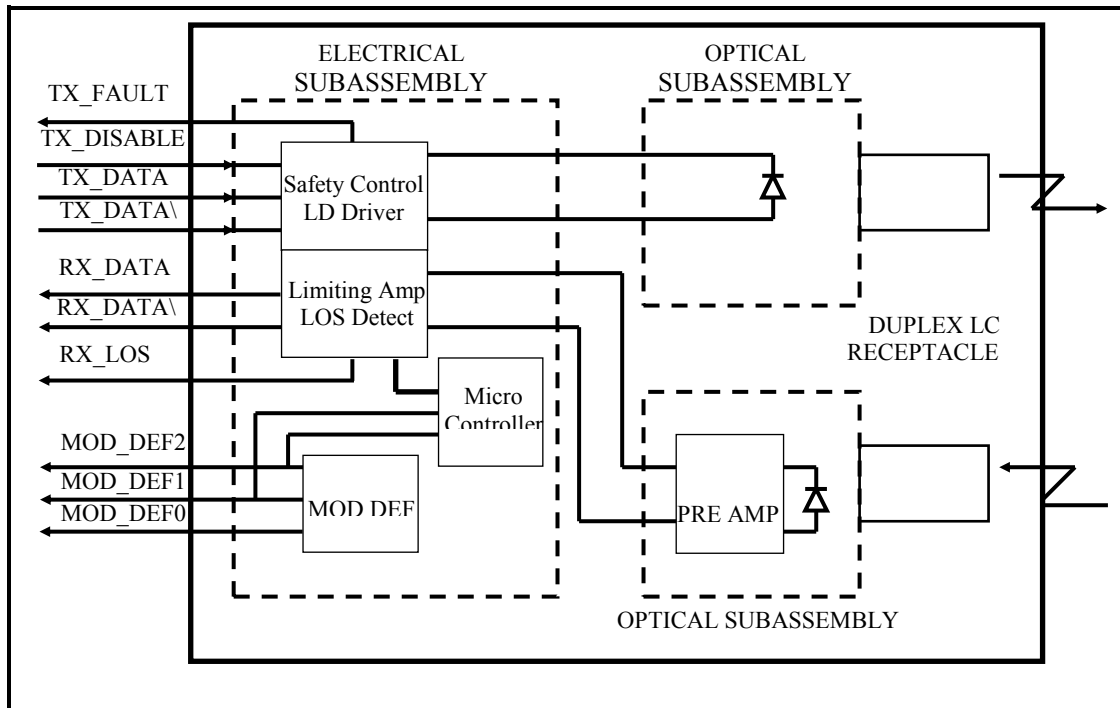 ELECTRICAL
SUBASSEMBLY
OPTICAL
SUBASSEMBLY
TX_FAULT
TX_DISABLE
TX_DATA
TX_DATA\
Safety Control
LD Driver
RX_DATA
RX_DATA\
RX_LOS
Limiting Amp
LOS Detect
DUPLEX LC
RECEPTACLE
Micro
Controller
MOD_DEF2
MOD_DEF1
MOD_DEF0
MOD DEF
PRE AMP
OPTICAL SUBASSEMBLY